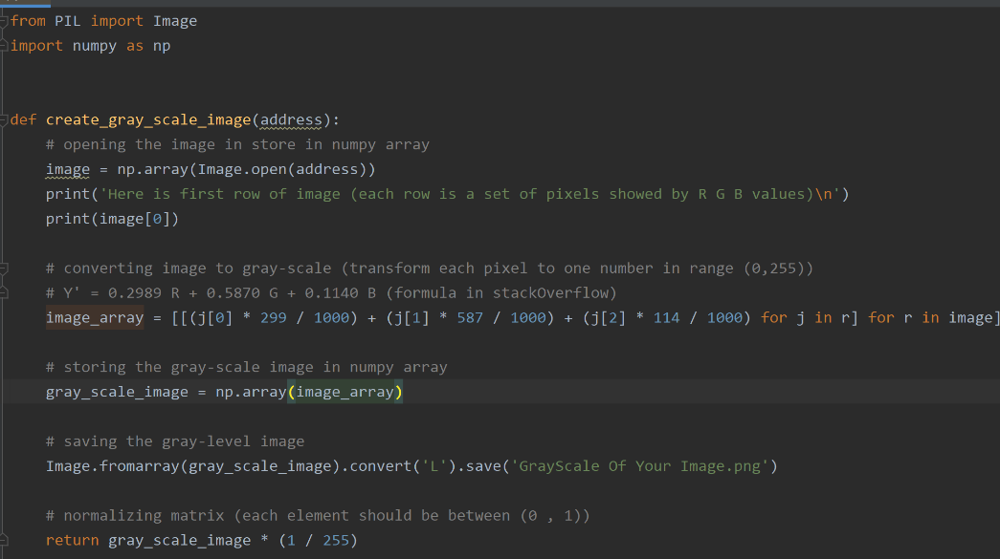 from PIL import Image
import numpy as np
def create_gray_scale_image(address):
# opening the image in store in numpy array
image = np.array(Image.open(address))
print('Here is first row of image (each row is a set of pixels showed by R G B values)\n')
print(image[0])
# converting image to gray-scale (transform each pixel to one number in range (0,255))
# Y' = 0.2989 R + 0.5870 G + 0.1140 B (formula in stackOverflow)
image_array = [[(j[0] * 299 / 1000) + (j[1] * 587 / 1000) + (j[2] * 114 / 1000) for j in r] for r in image]
# storing the gray-scale image in numpy array
gray_scale_image = np.array(image_array)
# saving the gray-level image
Image.fromarray(gray_scale_image).convert('L').save('GrayScale Of Your Image.png')
# normalizing matrix (each element should be between (0 , 1))
return gray_scale_image * (1 / 255)